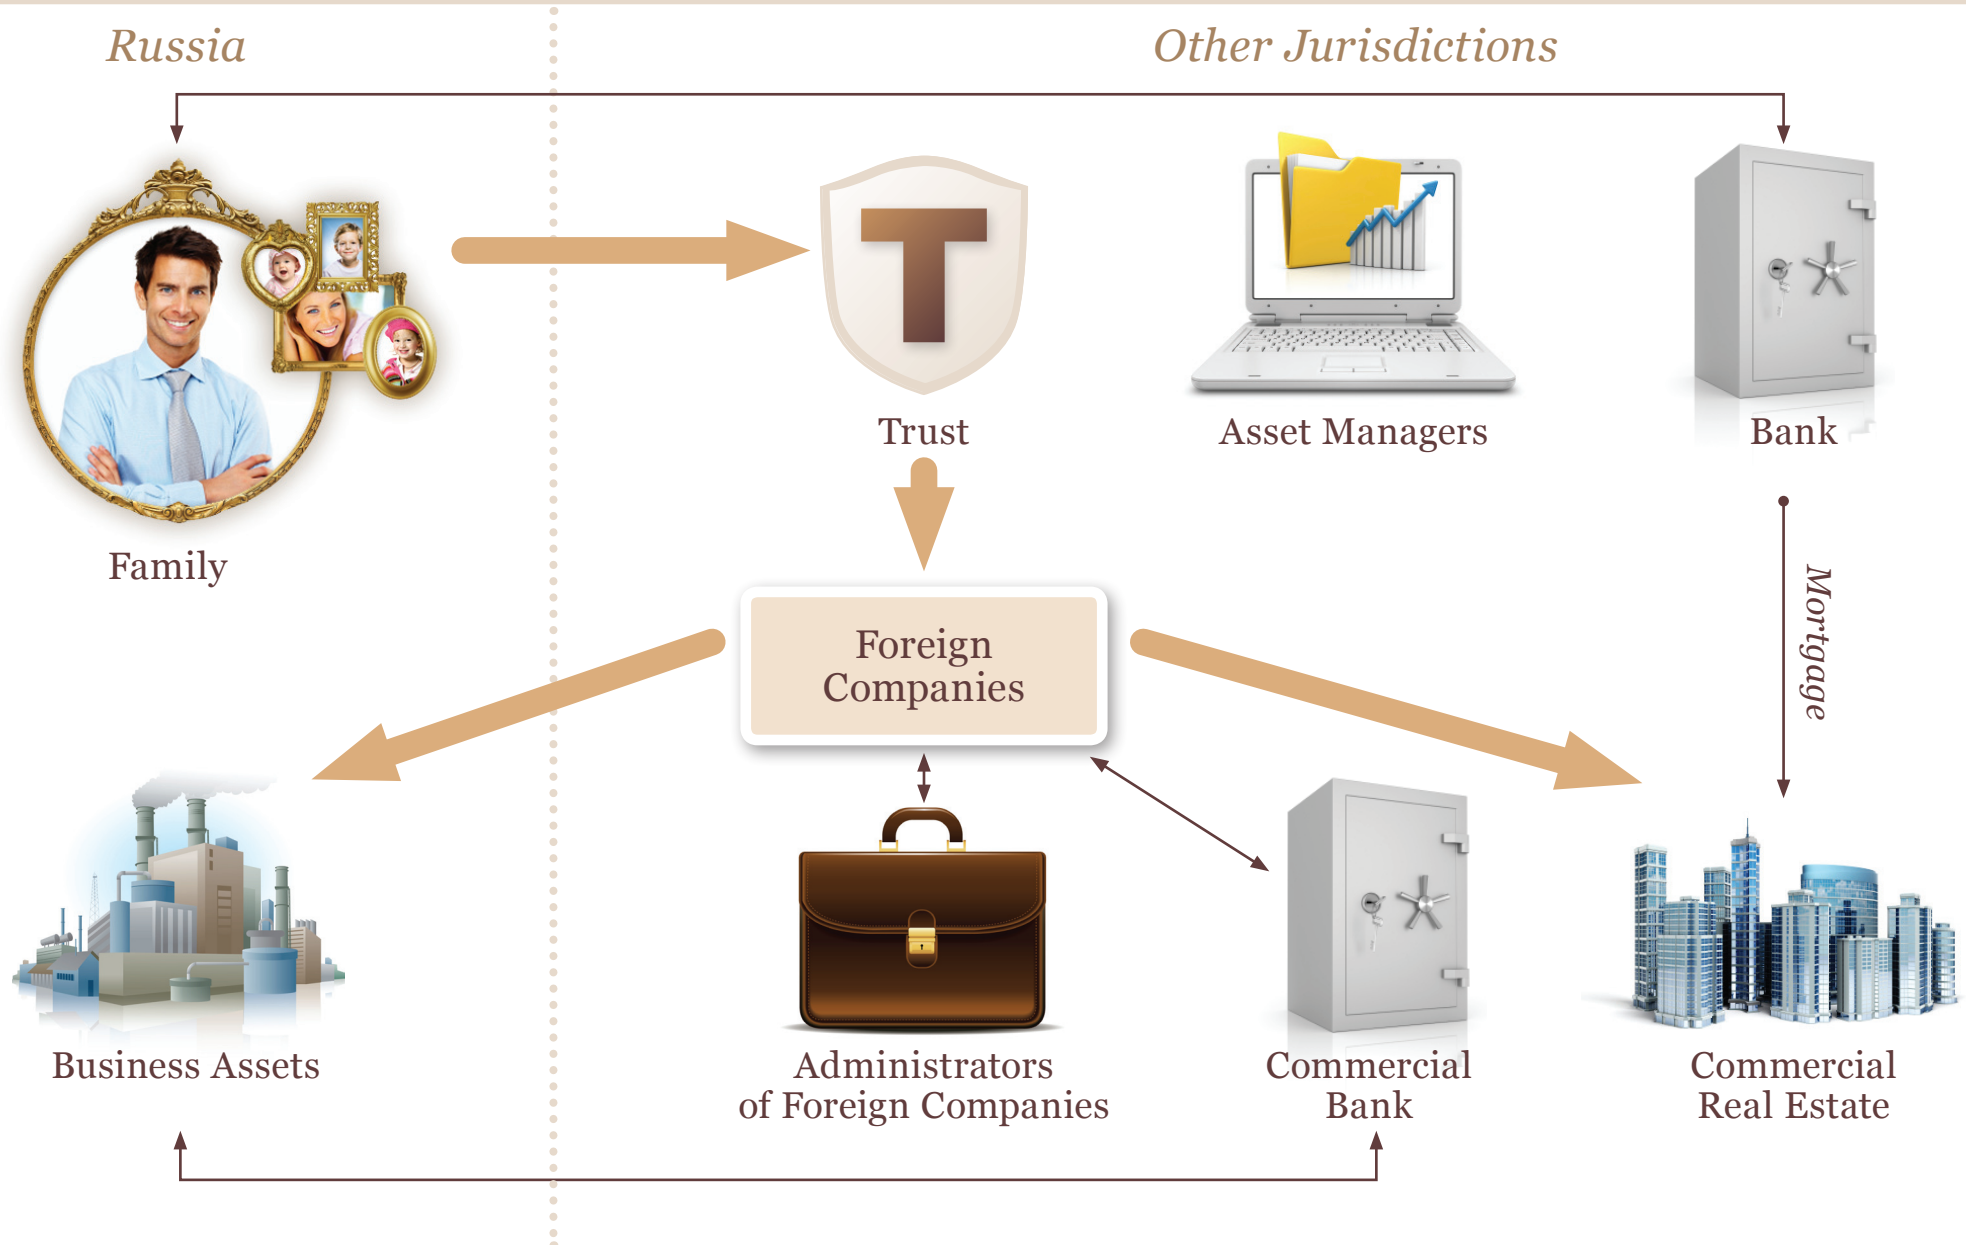 Russia
Other Jurisdictions
T
Trust
Asset Managers
Bank
Family
Foreign
Companies
Mortgage
Business Assets
Administrators
of Foreign Companies
Commercial
Bank
Commercial
Real Estate